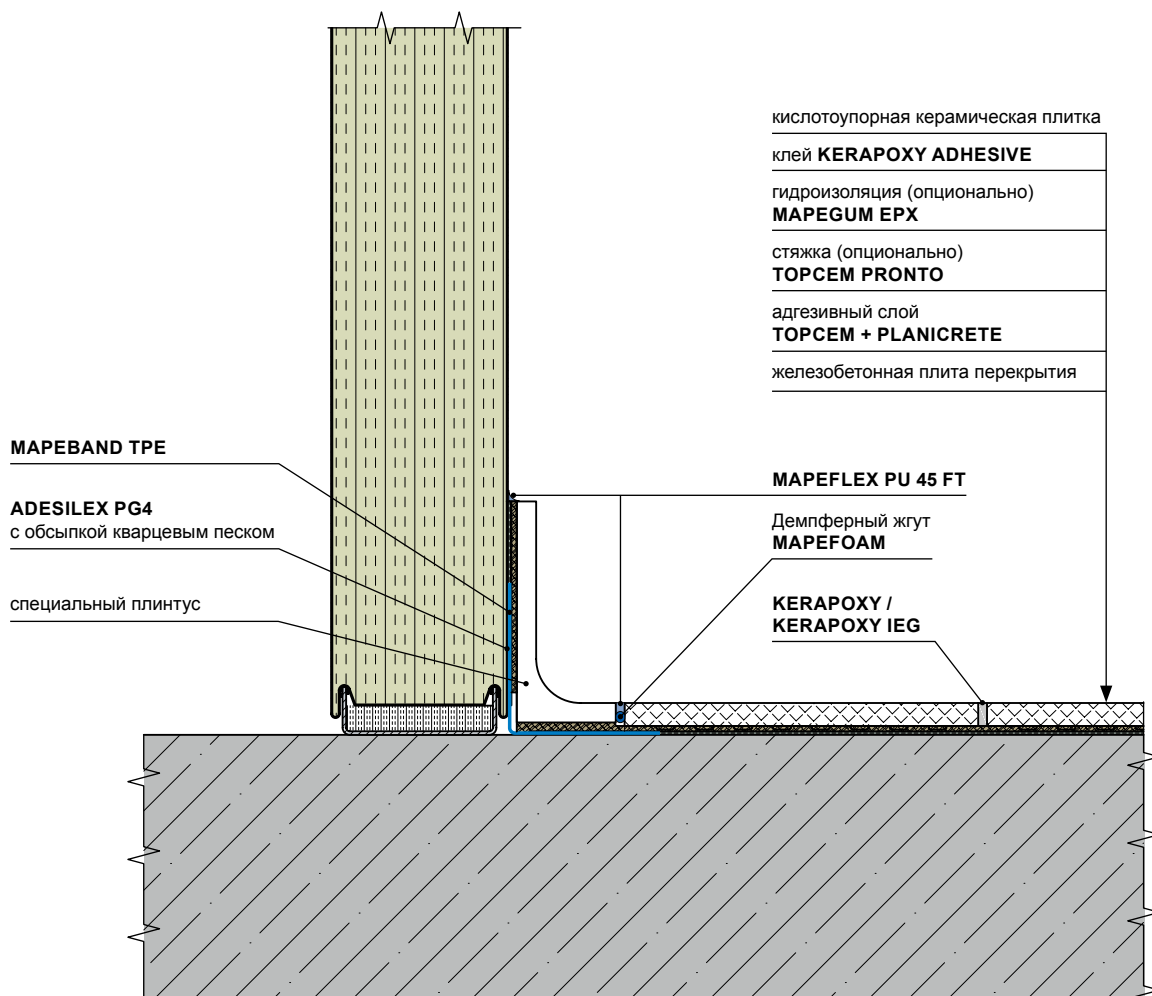 кислотоупорная керамическая плитка
клей KERAPOXY ADHESIVE
гидроизоляция (опционально)
MAPEGUM EPX
стяжка (опционально)
TOPCEM PRONTO
адгезивный слой
TOPCEM + PLANICRETE
железобетонная плита перекрытия
MAPEBAND TPE
ADESILEX PG4
с обсыпкой кварцевым песком
специальный плинтус
MAPEFLEX PU 45 FT
Демпферный жгут
MAPEFOAM
KERAPOXY /
KERAPOXY IEG